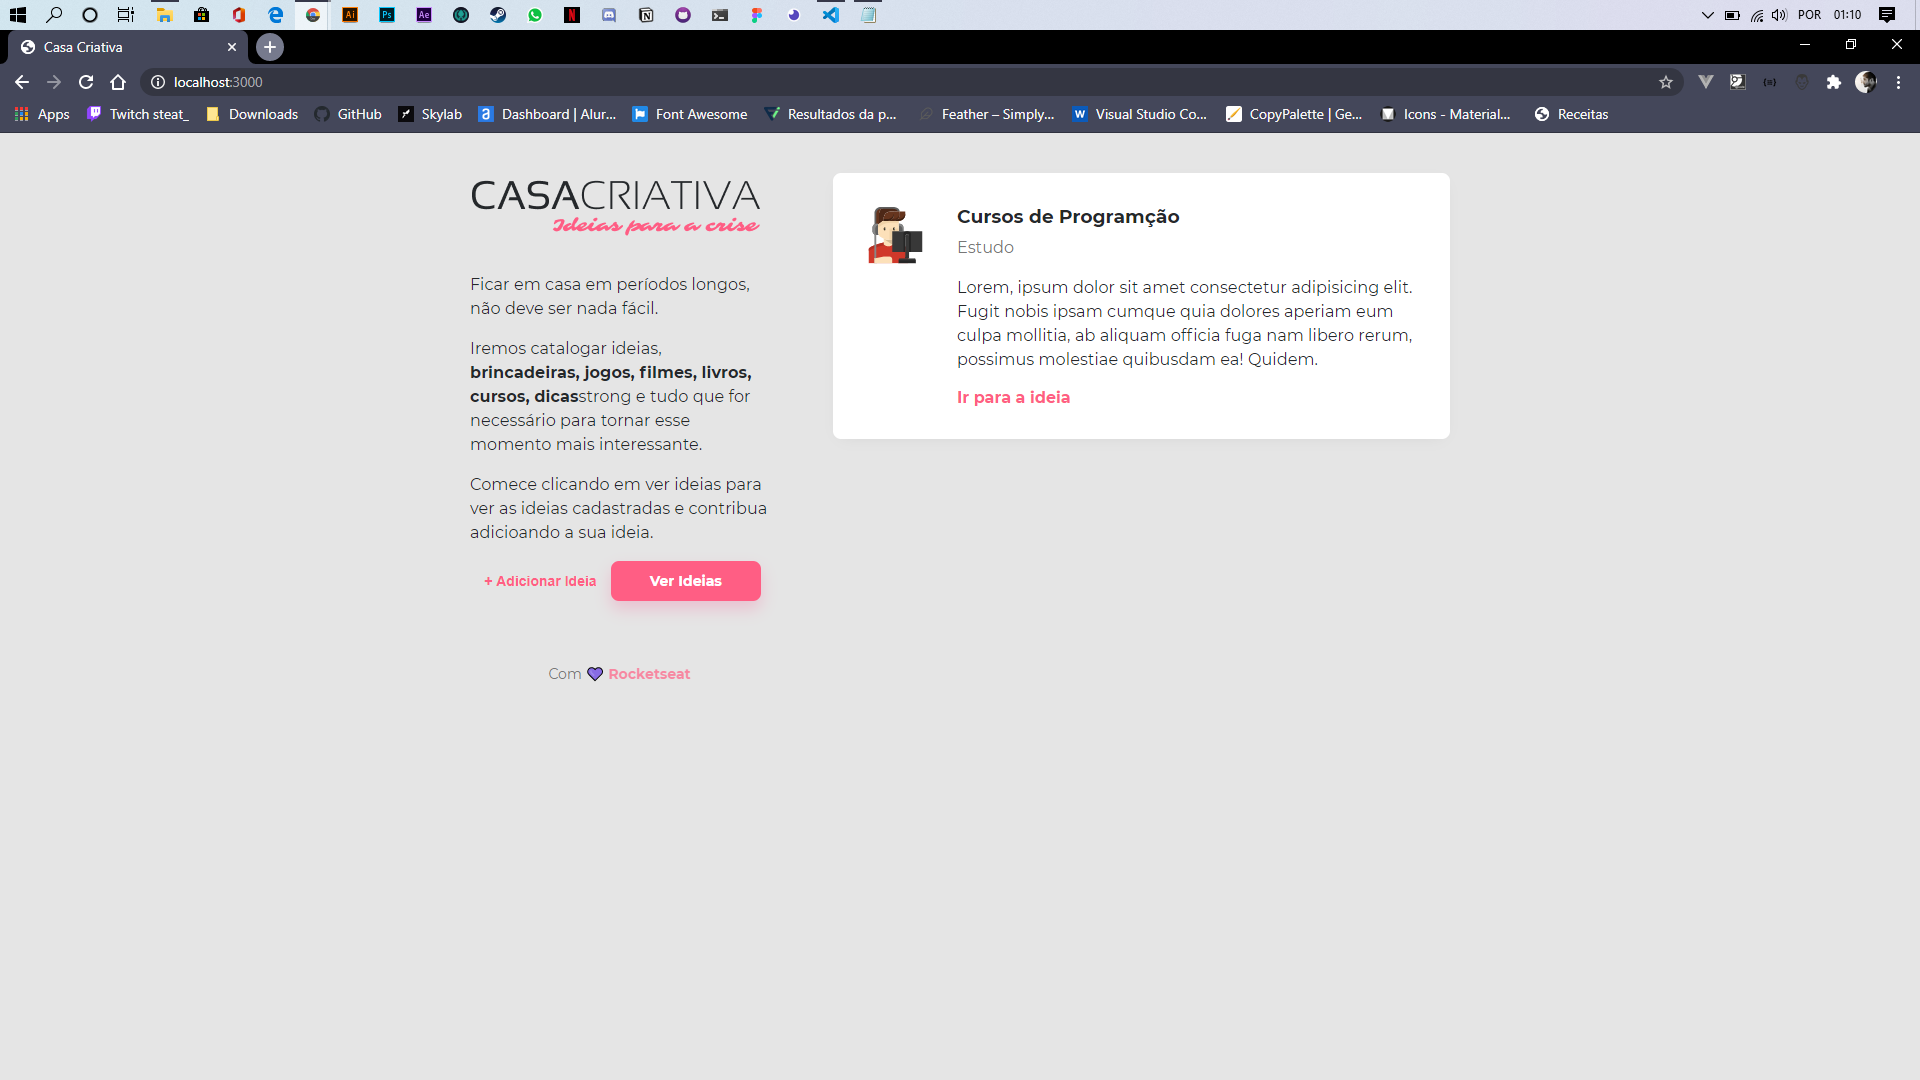 POR 01:10
Casa Criativa
localhost:3000
Apps Twitch steat_ Downloads GitHub Skylab Dashboard | Alur... Font Awesome Resultados da p... Feather – Simply... Visual Studio Co... CopyPalette | Ge... Icons - Material... Receitas
CASACRIATIVA
Ideias para a crise
Ficar em casa em períodos longos,
não deve ser nada fácil.
Iremos catalogar ideias,
brincadeiras, jogos, filmes, livros,
cursos, dicasstrong e tudo que for
necessário para tornar esse
momento mais interessante.
Comece clicando em ver ideias para
ver as ideias cadastradas e contribua
adicioando a sua ideia.
+ Adicionar Ideia Ver Ideias
Com 💜 Rocketseat
Cursos de Programção
Estudo
Lorem, ipsum dolor sit amet consectetur adipisicing elit.
Fugit nobis ipsam cumque quia dolores aperiam eum
culpa mollitia, ab aliquam officia fuga nam libero rerum,
possimus molestiae quibusdam ea! Quidem.
Ir para a ideia